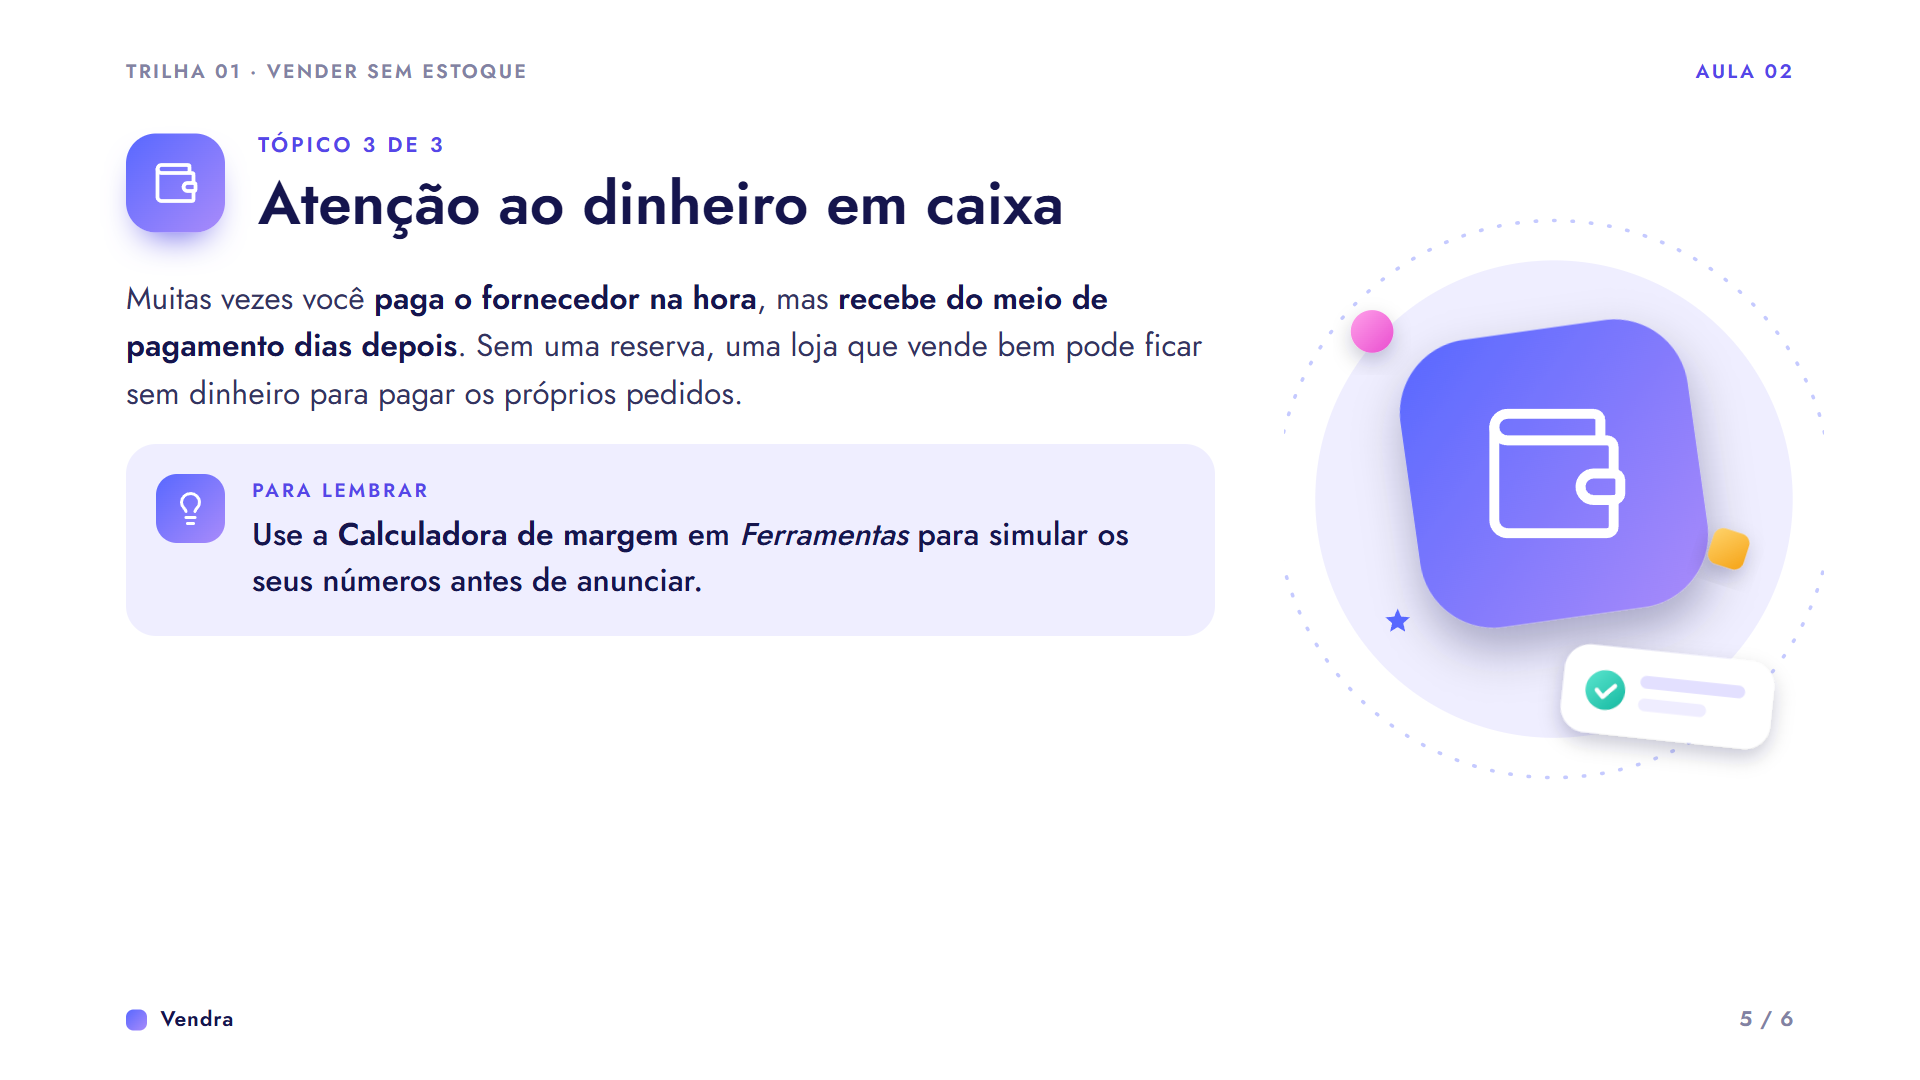 TRILHA 01 · VENDER SEM ESTOQUE
AULA 02
TÓPICO 3 DE 3
Atenção ao dinheiro em caixa
Muitas vezes você paga o fornecedor na hora, mas recebe do meio de
pagamento dias depois. Sem uma reserva, uma loja que vende bem pode ficar
sem dinheiro para pagar os próprios pedidos.
PARA LEMBRAR
Use a Calculadora de margem em Ferramentas para simular os
seus números antes de anunciar.
Vendra
5 / 6